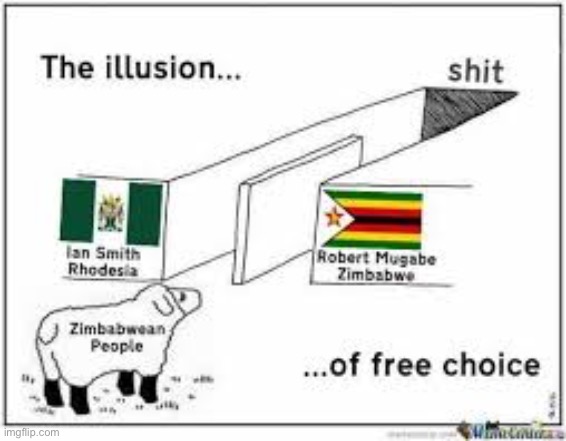 The illusion...
shit
Ian Smith
Rhodesia
Robert Mugabe
Zimbabwe
Zimbabwean
People
...of free choice
imgflip.com